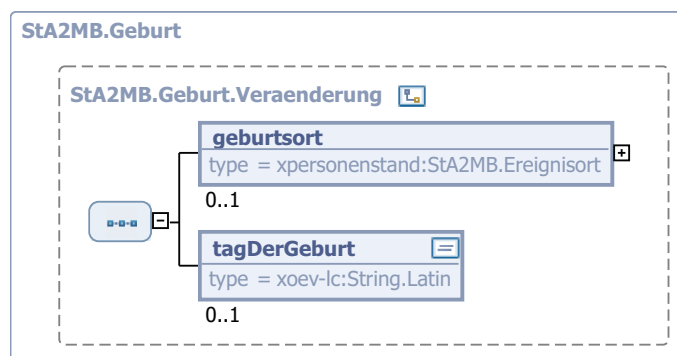 StA2MB.Geburt
StA2MB.Geburt.Veraenderung
geburtsort
type = xpersonenstand:StA2MB.Ereignisort
0..1
tagDerGeburt
type = xoev-lc:String.Latin
0..1